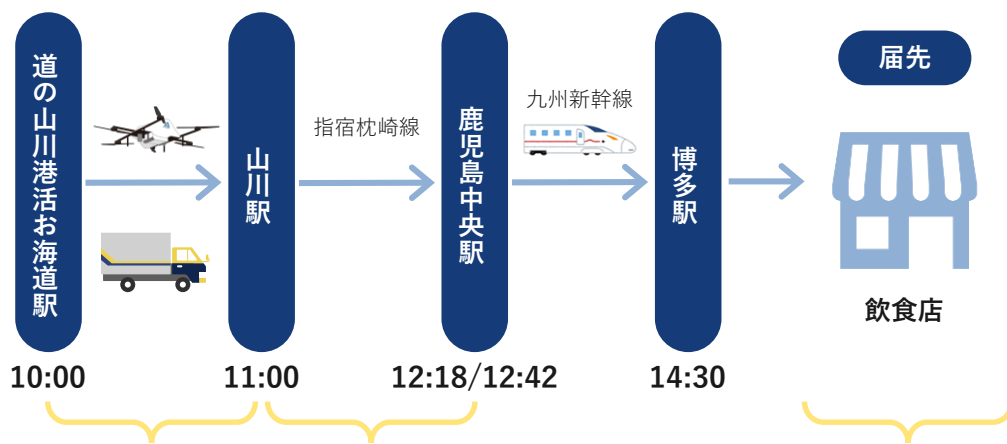 道の山川港活お海道駅
10:00
山川駅
11:00
指宿枕崎線
鹿児島中央駅
12:18/12:42
九州新幹線
博多駅
14:30
届先
飲食店